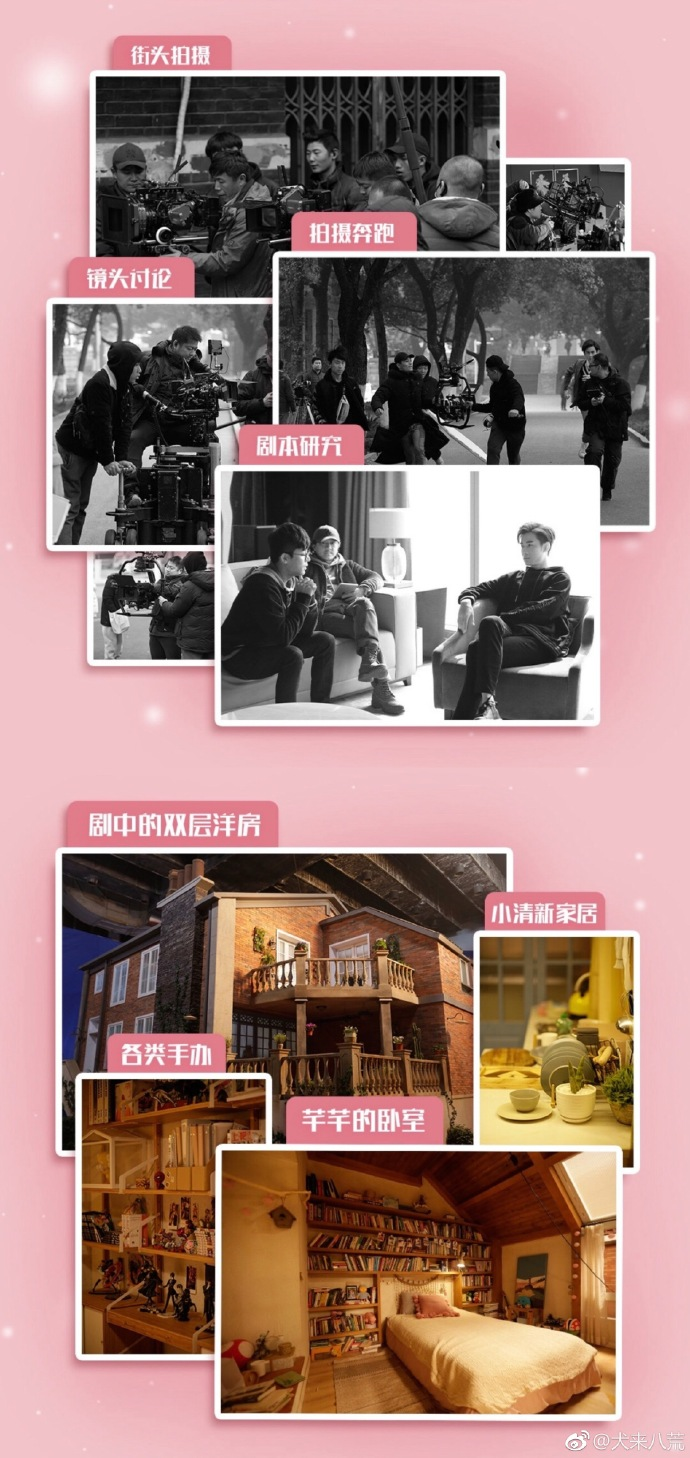 街头拍摄
拍摄奔跑
镜头讨论
剧本研究
剧中的双层洋房
小清新家居
各类手办
芊芊的卧室
@犬来八荒